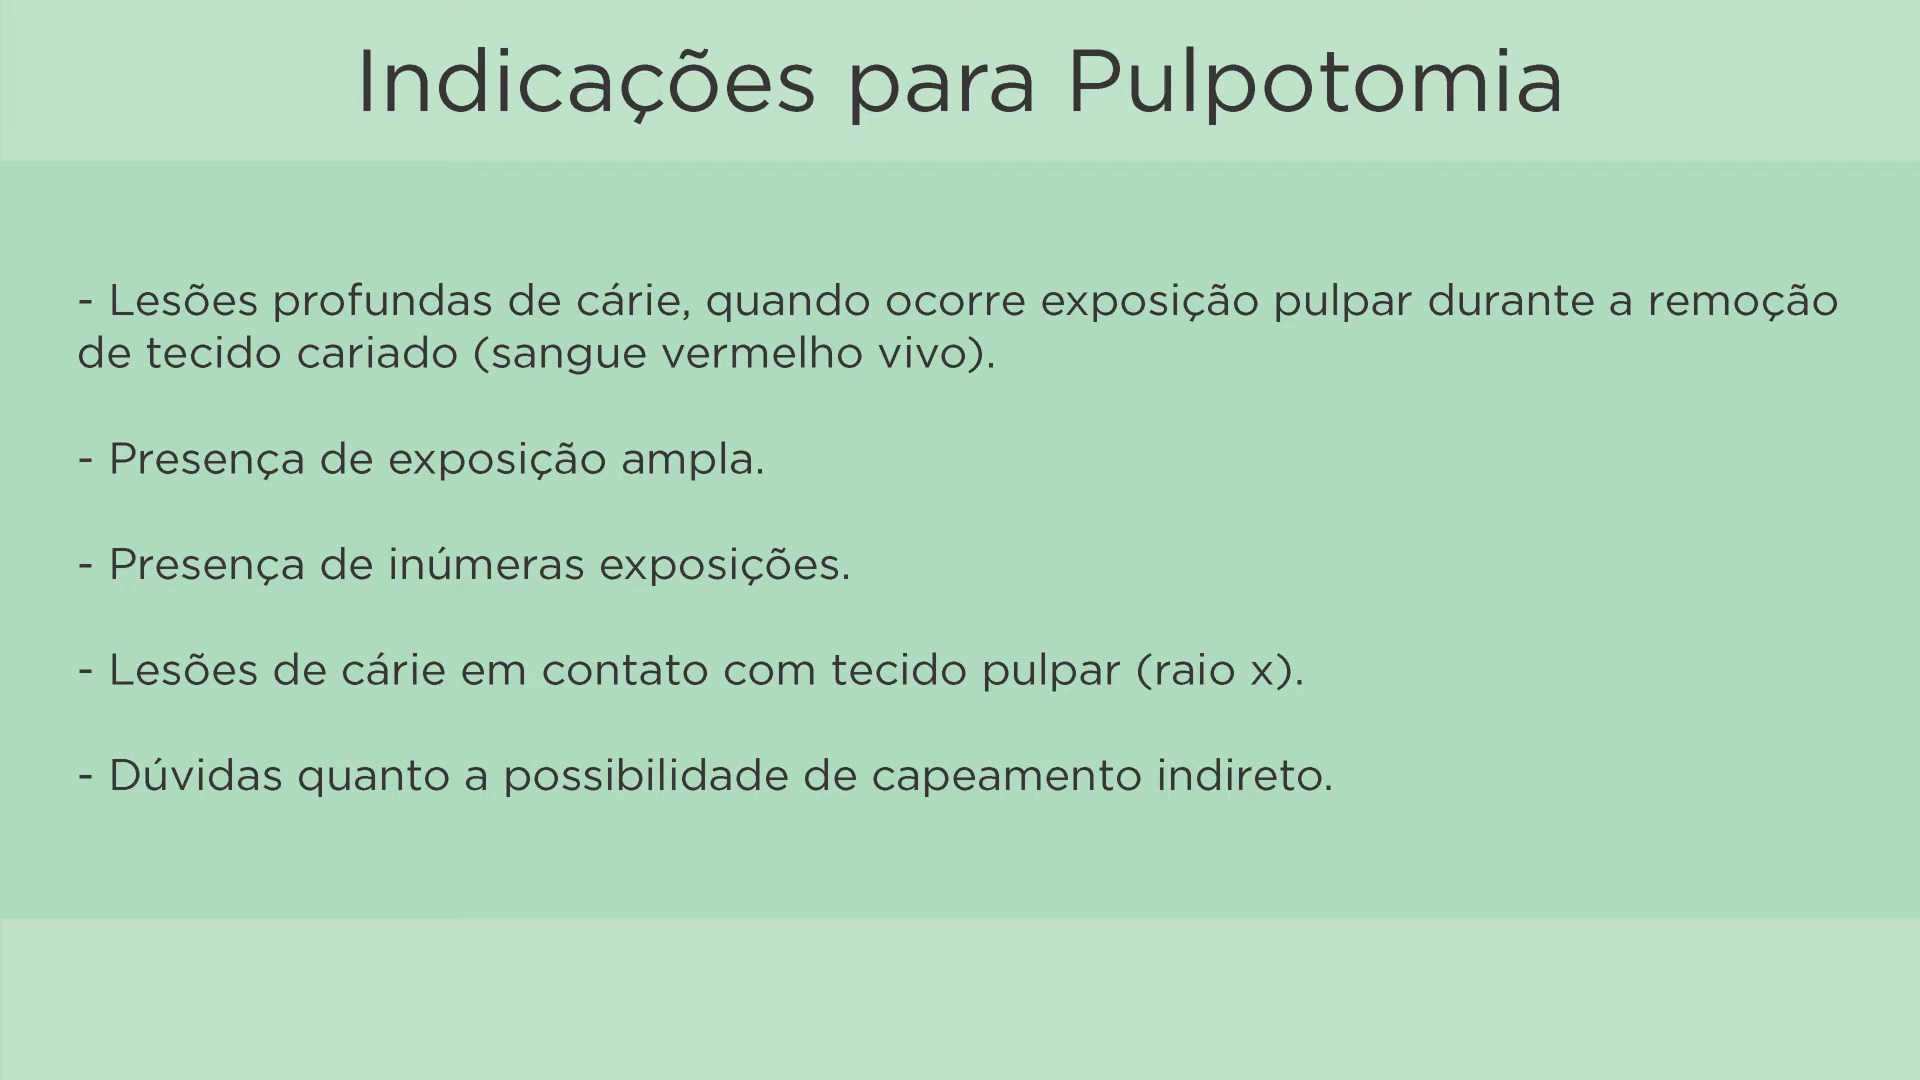 Indicações para Pulpotomia
- Lesões profundas de cárie, quando ocorre exposição pulpar durante a remoção
de tecido cariado (sangue vermelho vivo).
- Presença de exposição ampla.
- Presença de inúmeras exposições.
- Lesões de cárie em contato com tecido pulpar (raio x).
- Dúvidas quanto a possibilidade de capeamento indireto.